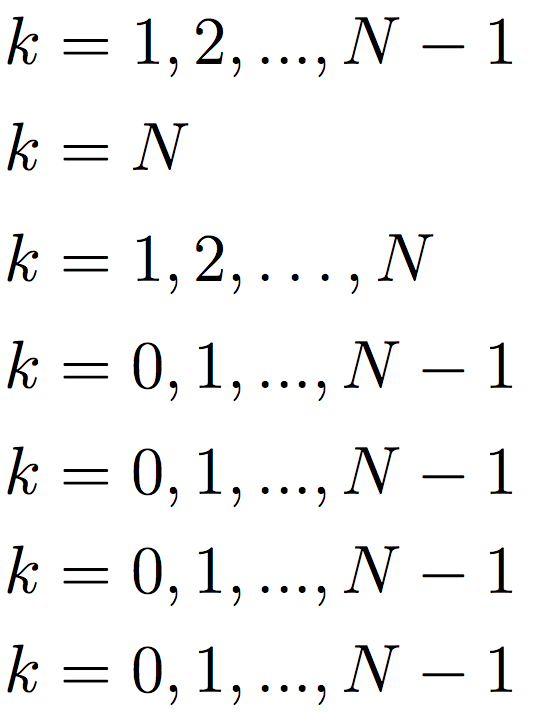 k = 1, 2, ..., N − 1
k = N
k = 1, 2, . . . , N
k = 0, 1, ..., N − 1
k = 0, 1, ..., N − 1
k = 0, 1, ..., N − 1
k = 0, 1, ..., N − 1